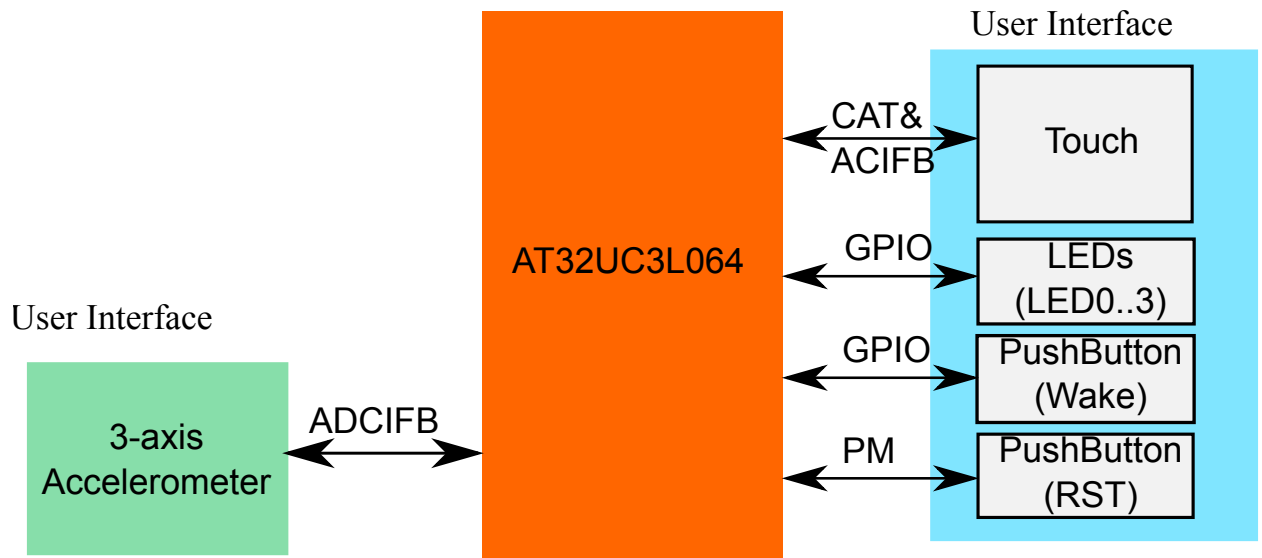 User Interface
CAT&
ACIFB
Touch
AT32UC3L064
GPIO
LEDs
(LED0..3)
User Interface
GPIO
PushButton
(Wake)
ADCIFB
3-axis
Accelerometer
PM
PushButton
(RST)